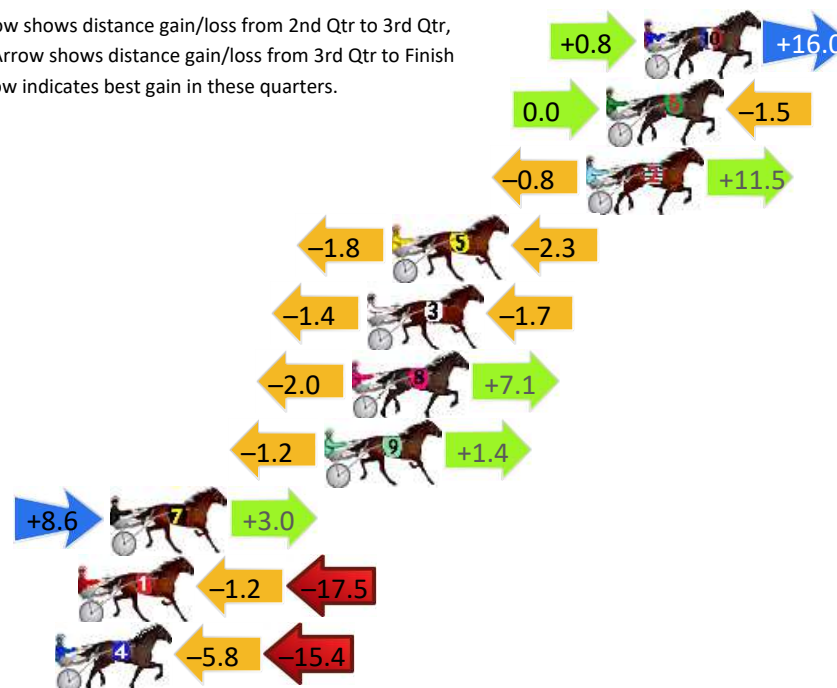 ow shows distance gain/loss from 2nd Qtr to 3rd Qtr,
Arrow shows distance gain/loss from 3rd Qtr to Finish
ow indicates best gain in these quarters.
+0.8 10 +16.0
0.0 6 −1.5
−0.8 2 +11.5
−1.8 5 −2.3
−1.4 3 −1.7
−2.0 8 +7.1
−1.2 9 +1.4
+8.6 7 +3.0
1 −1.2 −17.5
4 −5.8 −15.4